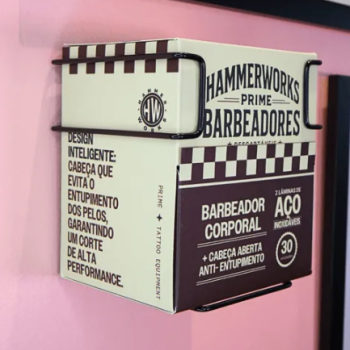 DESIGN
INTELIGENTE:
CABEÇA QUE
EVITA O
ENTUPIMENTO
DOS PELOS,
GARANTINDO
UM CORTE
DE ALTA
PERFORMANCE.
PRIME + TATTOO EQUIPMENT
HAMMERWORKS
PRIME
BARBEADORES
DESCARTÁVEIS
BARBEADOR
CORPORAL
+ CABEÇA ABERTA
ANTI- ENTUPIMENTO
2 LÂMINAS DE
AÇO
INOXIDÁVEIS
30